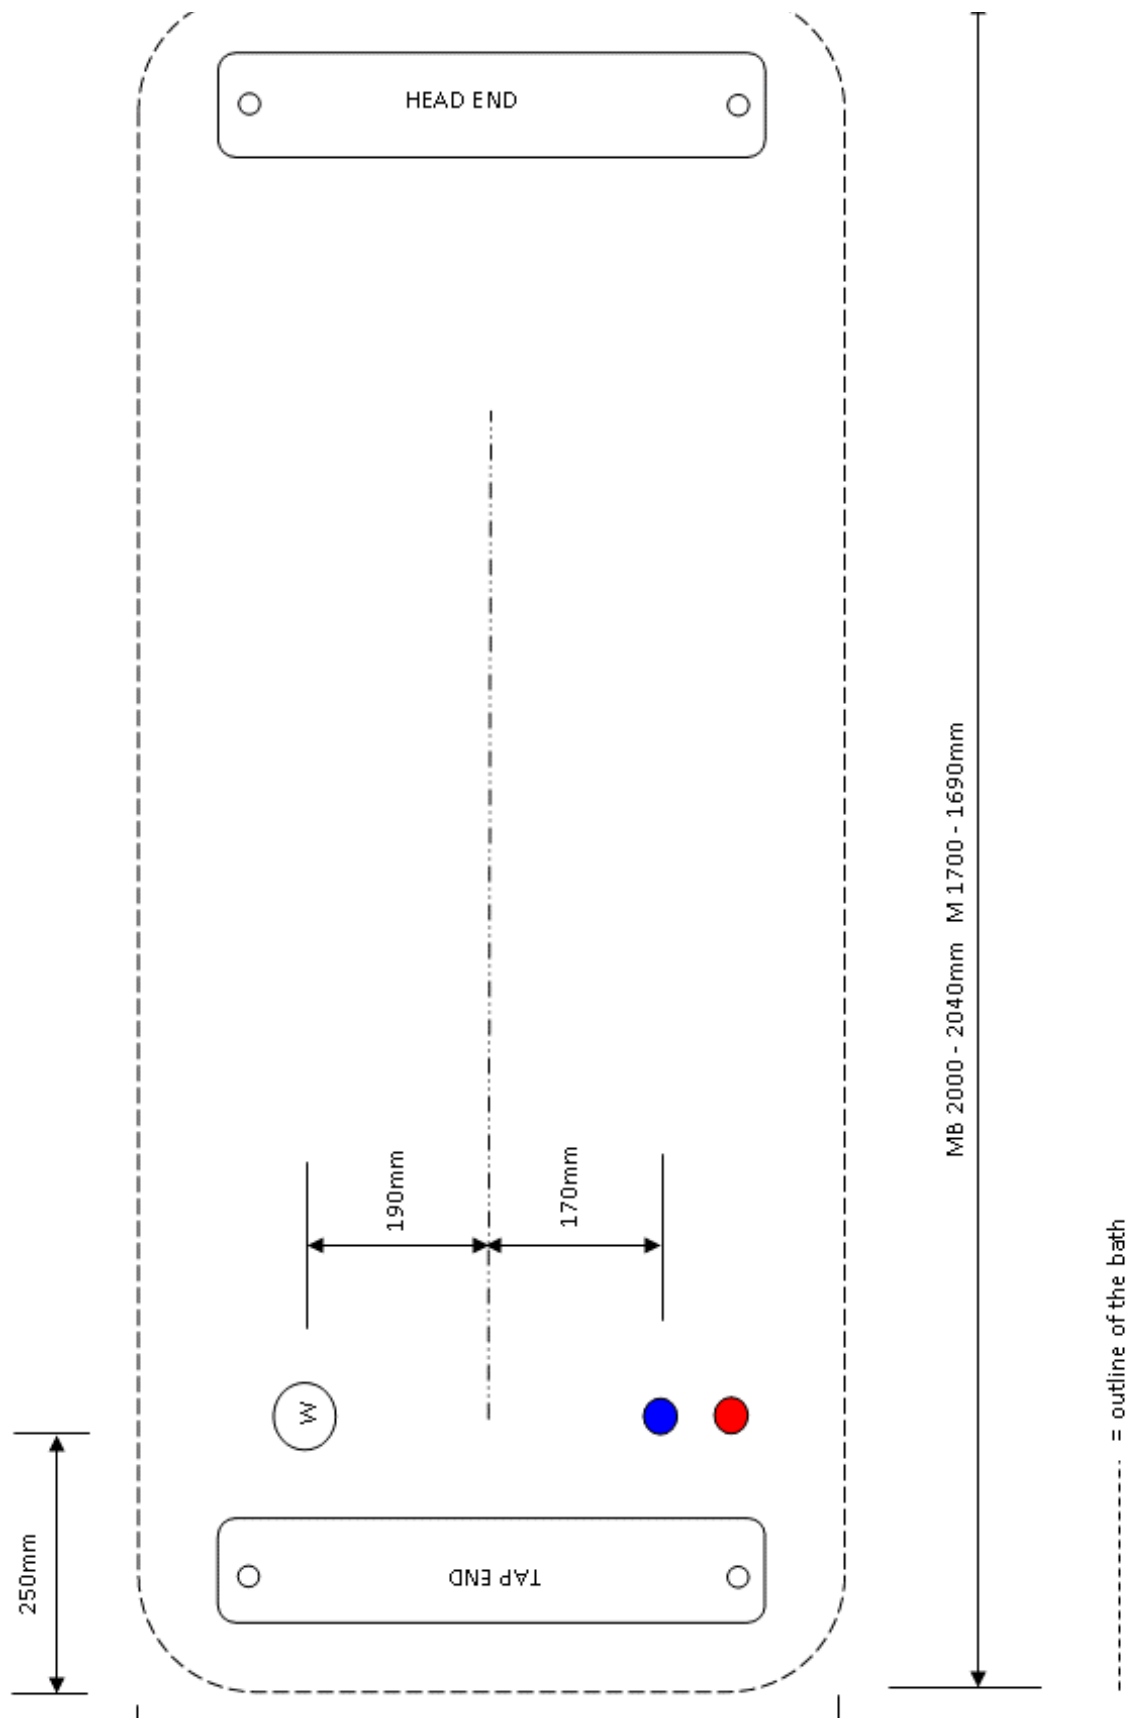 HEAD END
MB 2000 - 2040mm   M 1700 - 1690mm
190mm
170mm
= outline of the bath
W
250mm
TAP END